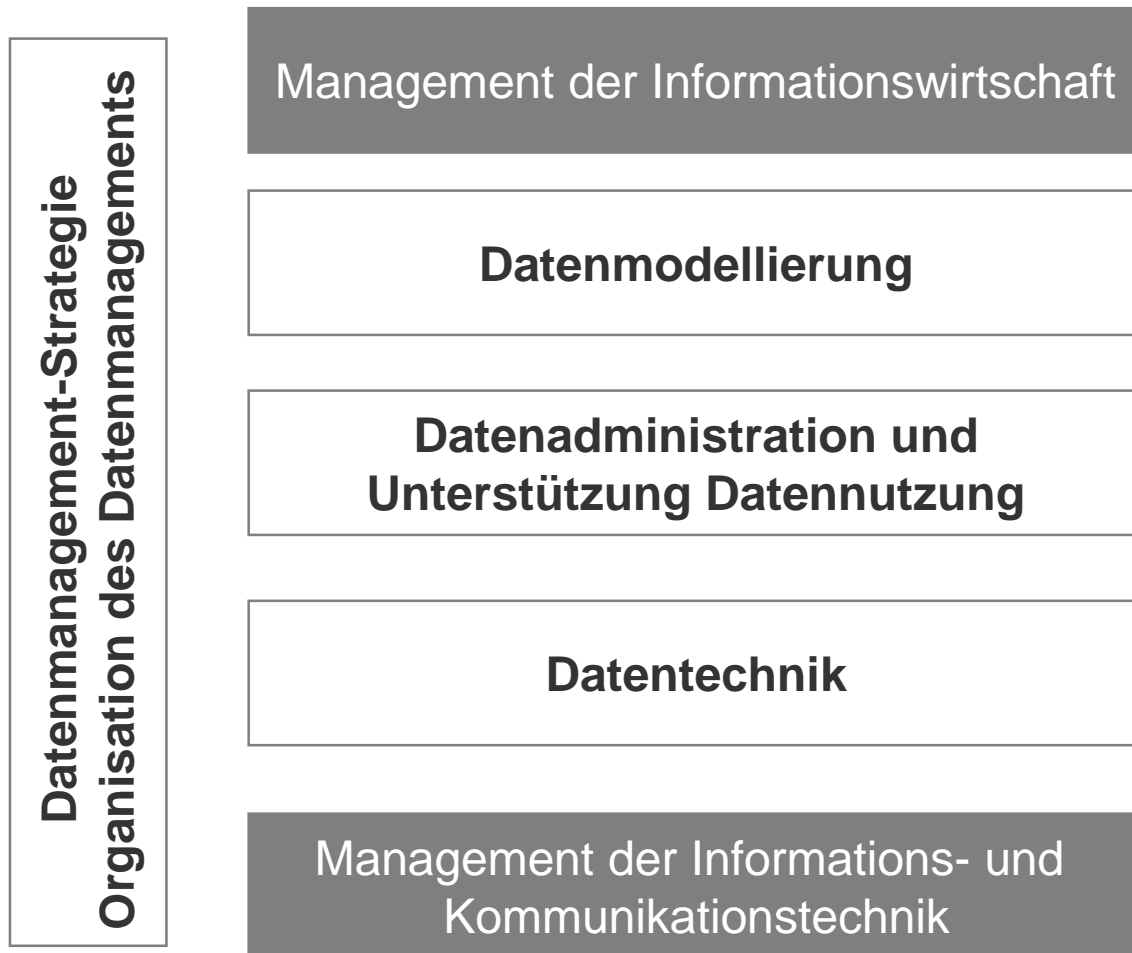 Datenmanagement-Strategie
Organisation des Datenmanagements
Management der Informationswirtschaft
Datenmodellierung
Datenadministration und
Unterstützung Datennutzung
Datentechnik
Management der Informations- und
Kommunikationstechnik